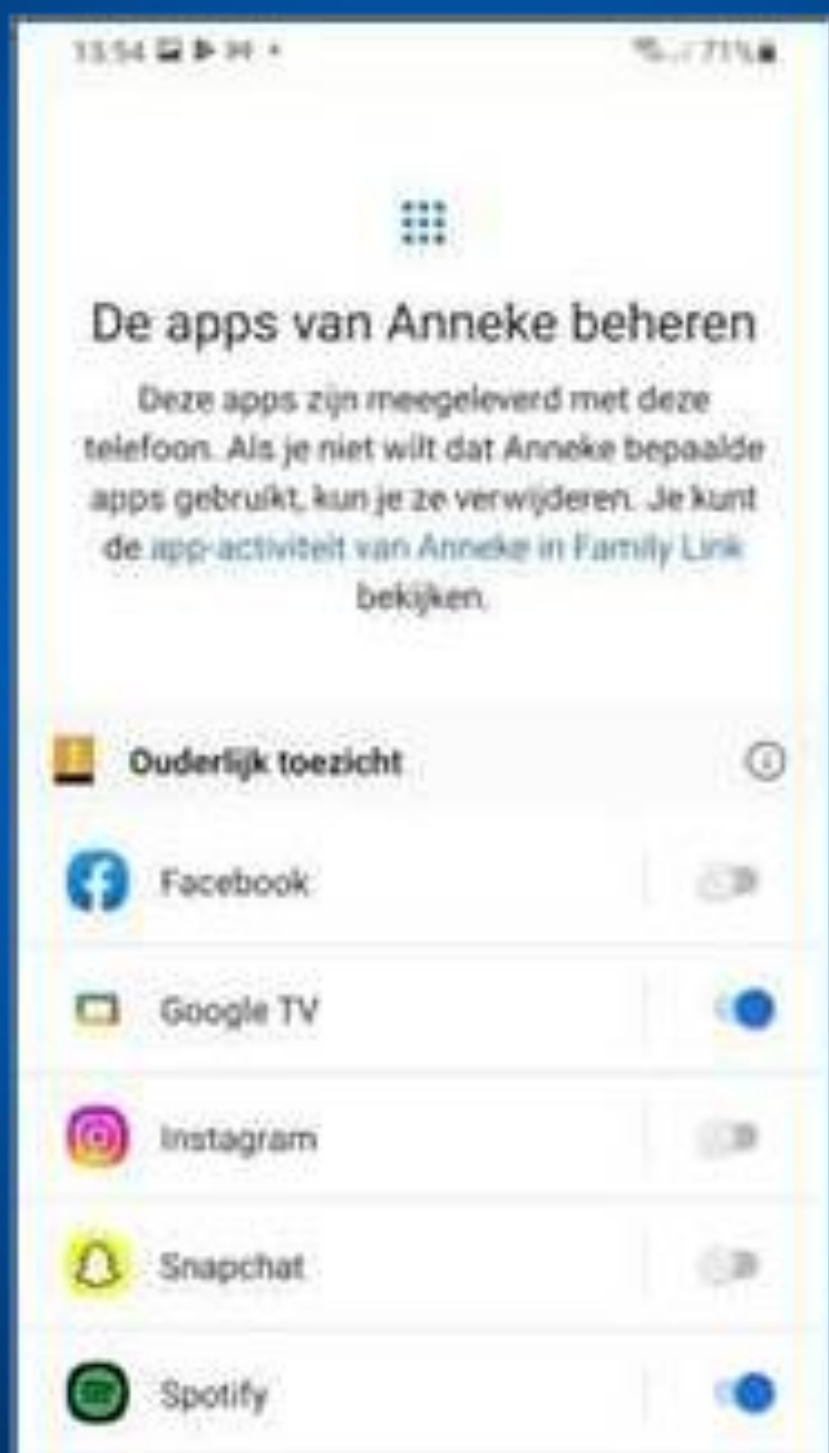 13:54
71%
De apps van Anneke beheren
Deze apps zijn meegeleverd met deze
telefoon. Als je niet wilt dat Anneke bepaalde
apps gebruikt, kun je ze verwijderen. Je kunt
de app-activiteit van Anneke in Family Link
bekijken.
Ouderlijk toezicht
Facebook
Google TV
Instagram
Snapchat
Spotify